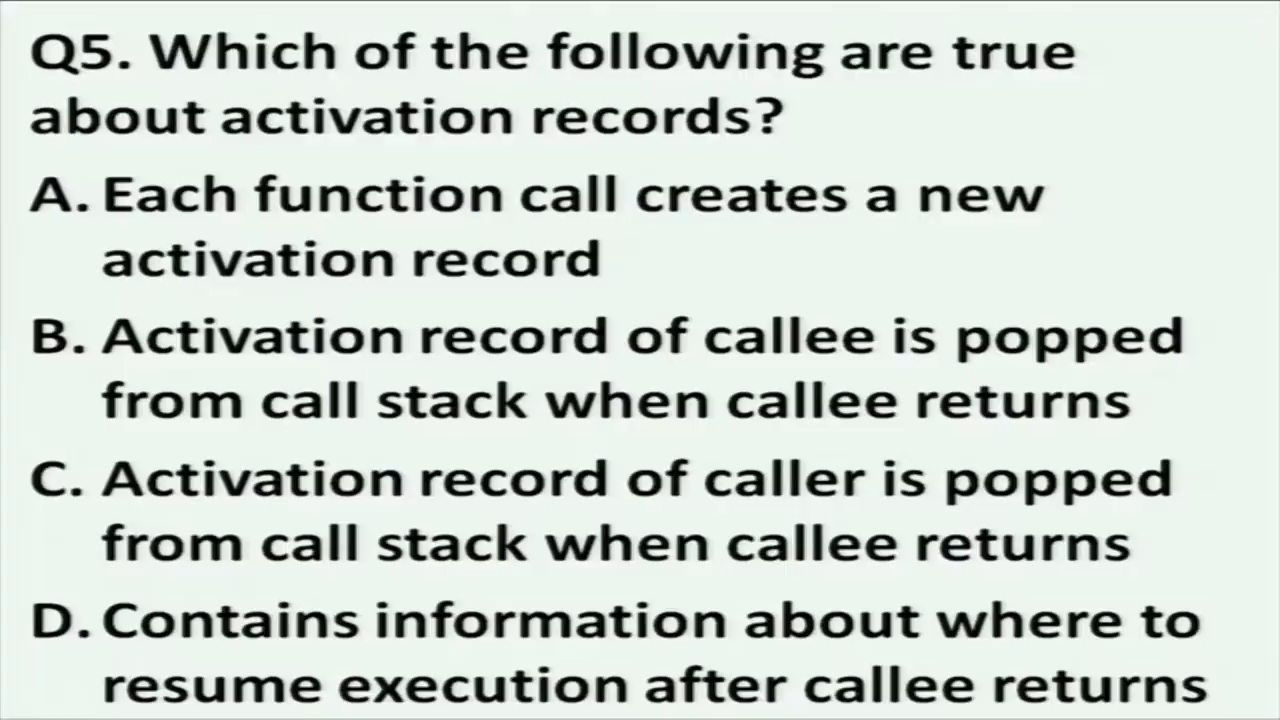 Q5. Which of the following are true
about activation records?
A. Each function call creates a new
activation record
B. Activation record of callee is popped
from call stack when callee returns
C. Activation record of caller is popped
from call stack when callee returns
D. Contains information about where to
resume execution after callee returns